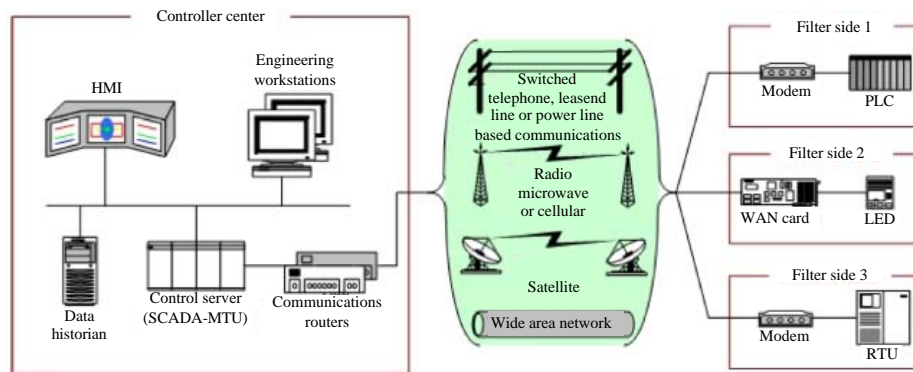 Controller center
HMI
Engineering
workstations
Data
historian
Control server
(SCADA-MTU)
Communications
routers
Switched
telephone, leasend
line or power line
based communications
Radio
microwave
or cellular
Satellite
Wide area network
Filter side 1
Modem
PLC
Filter side 2
WAN card
LED
Filter side 3
Modem
RTU